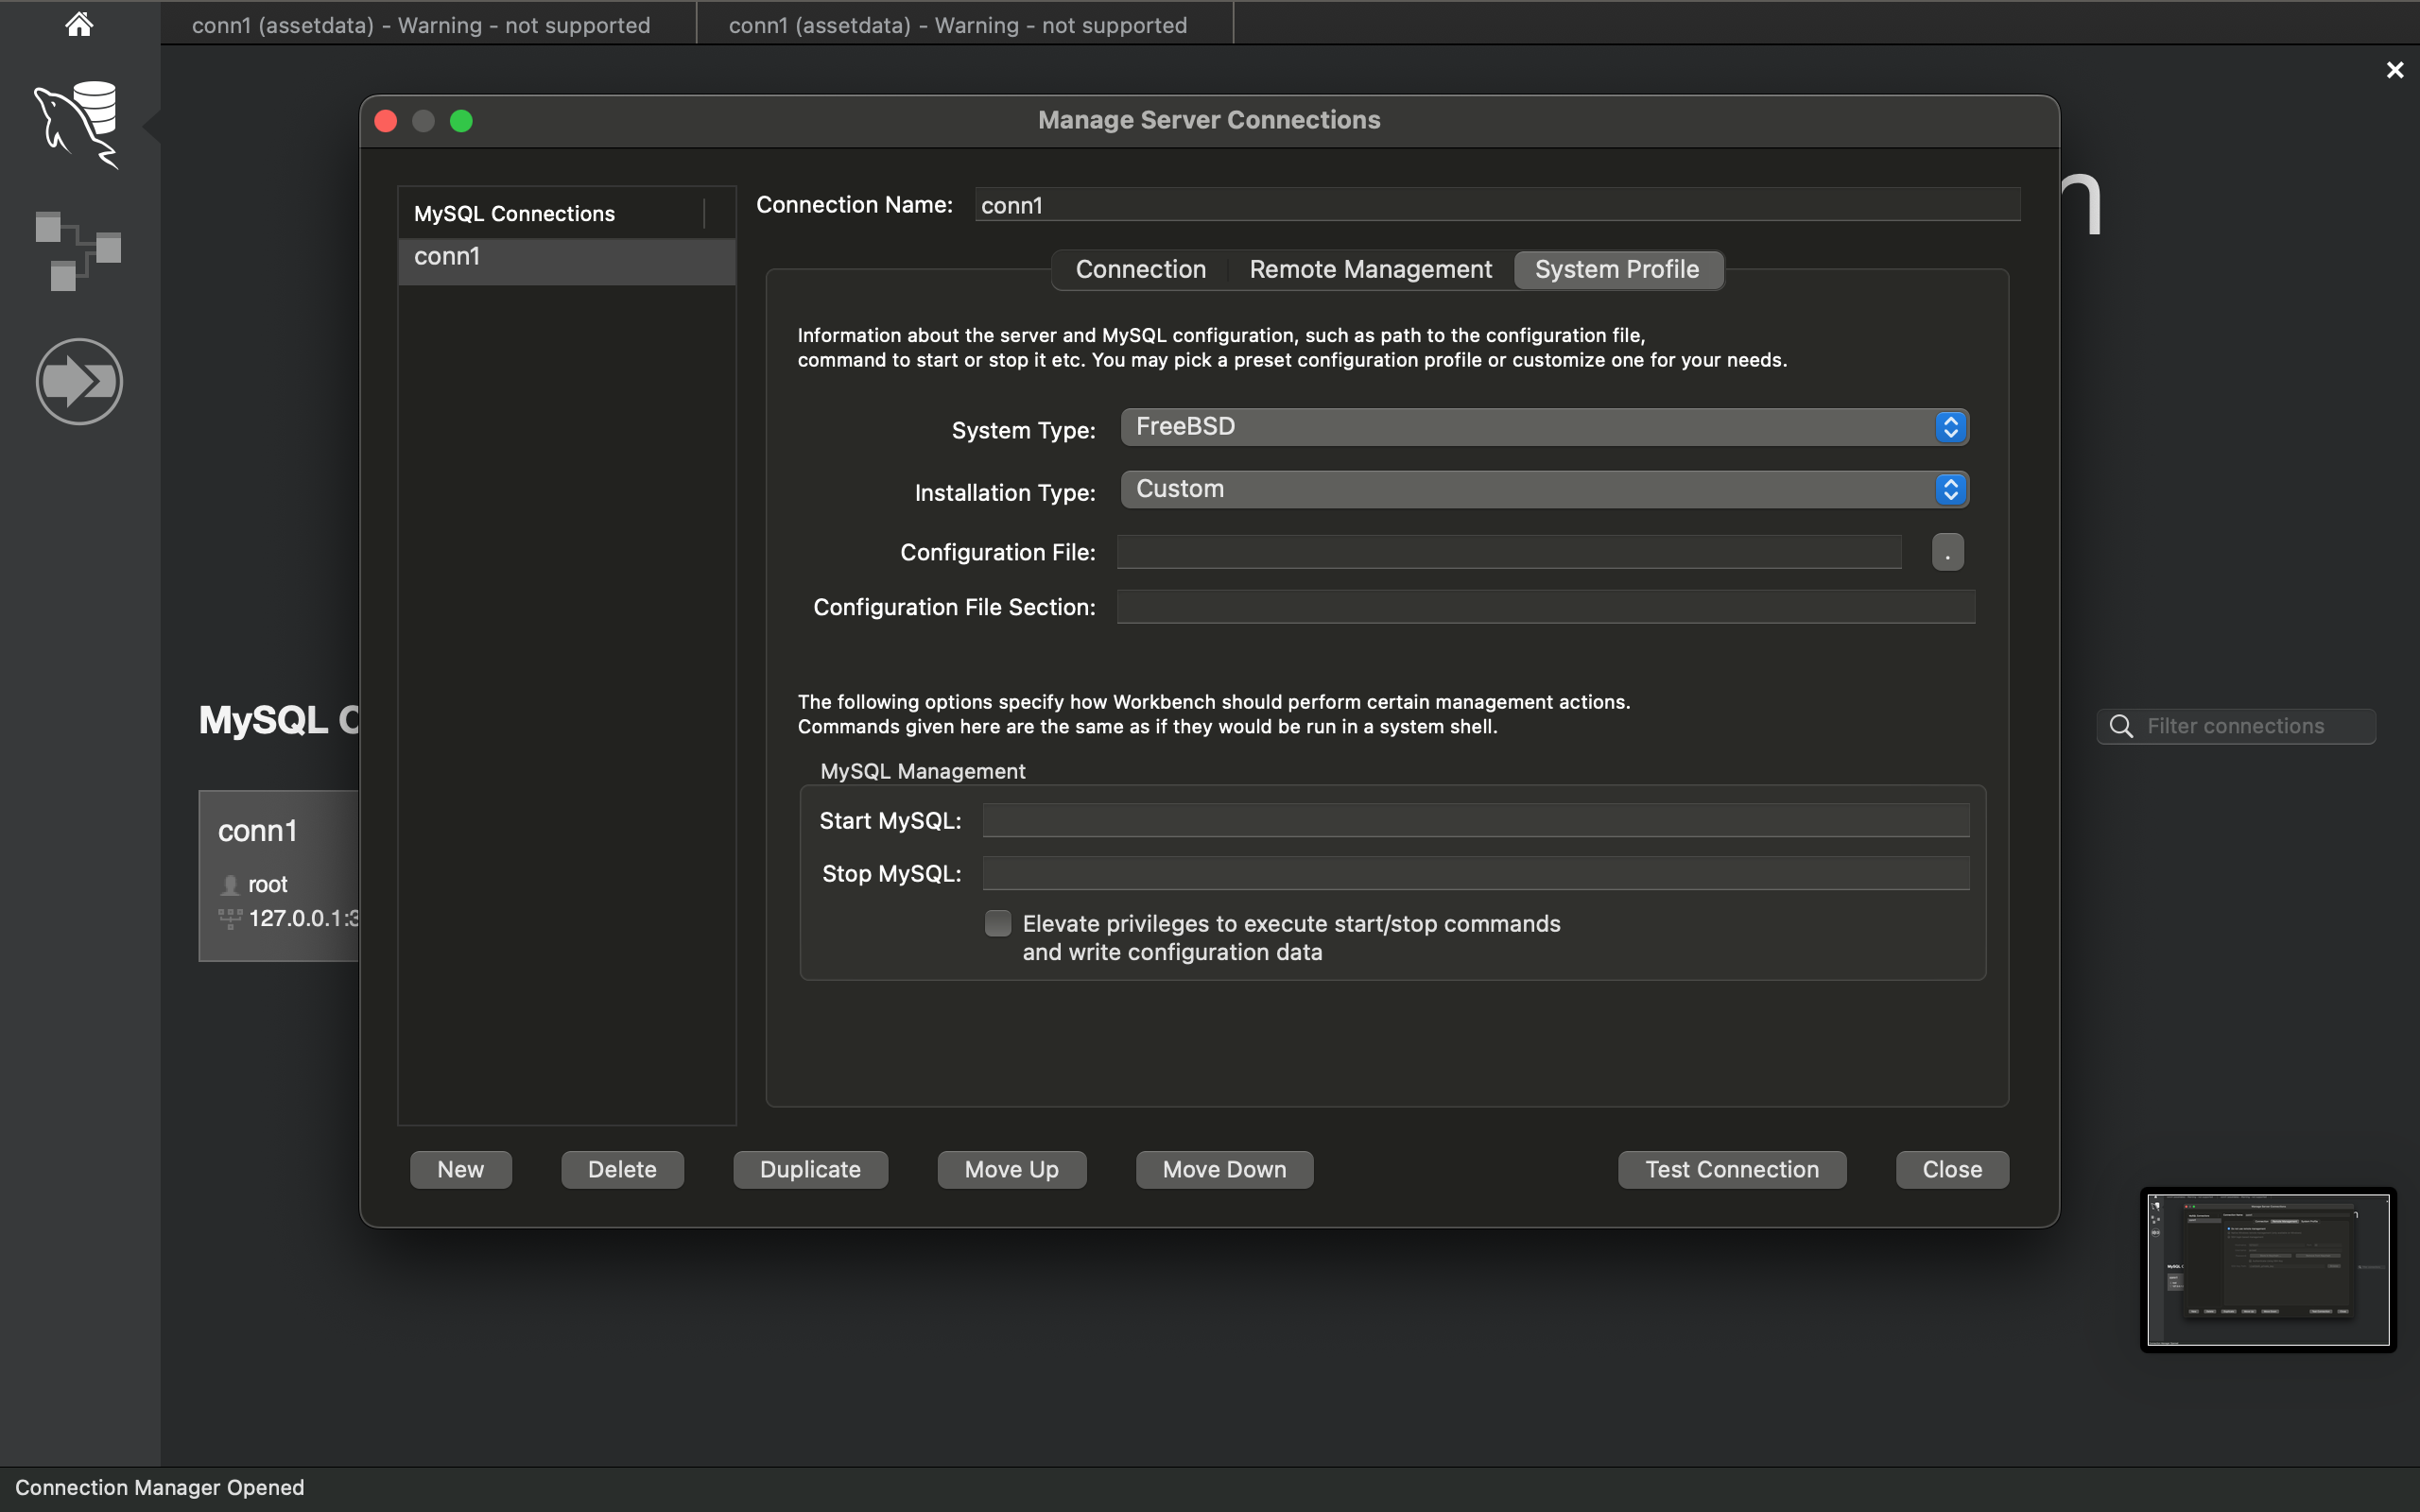 conn1 (assetdata) - Warning - not supported
conn1 (assetdata) - Warning - not supported
Manage Server Connections
MySQL Connections
conn1
Connection Name: conn1
Connection Remote Management System Profile
Information about the server and MySQL configuration, such as path to the configuration file,
command to start or stop it etc. You may pick a preset configuration profile or customize one for your needs.
System Type: FreeBSD
Installation Type: Custom
Configuration File: .
Configuration File Section:
The following options specify how Workbench should perform certain management actions.
Commands given here are the same as if they would be run in a system shell.
MySQL Management
Start MySQL:
Stop MySQL:
Elevate privileges to execute start/stop commands
and write configuration data
New Delete Duplicate Move Up Move Down Test Connection Close
n
MySQL C
Filter connections
conn1
root
127.0.0.1:3
Connection Manager Opened